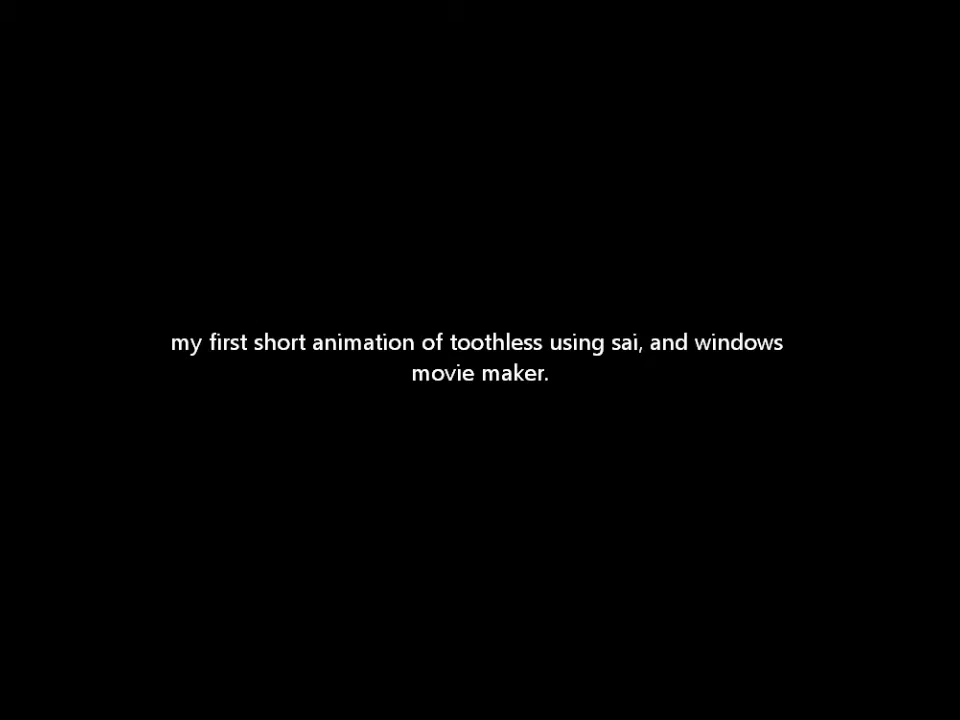 my first short animation of toothless using sai, and windows
movie maker.